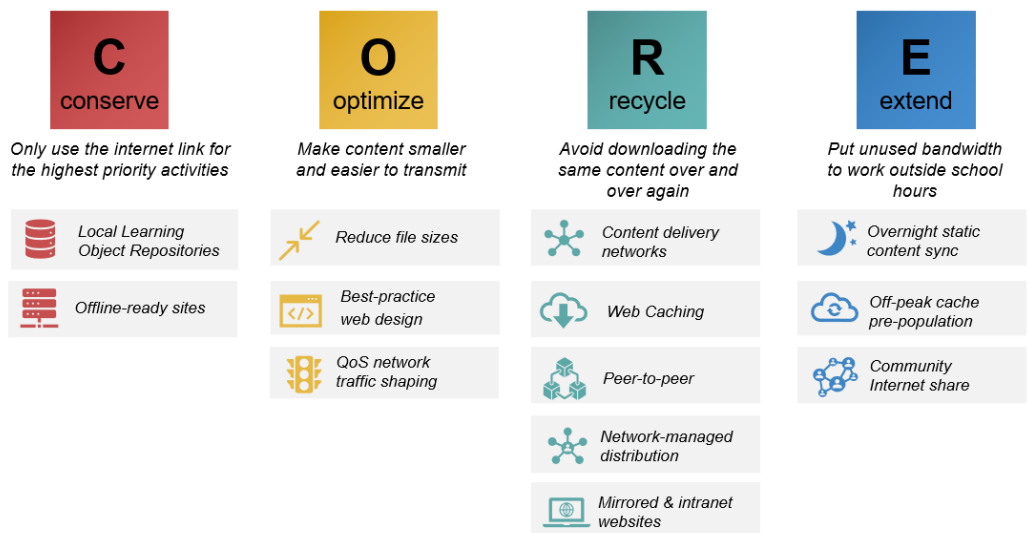 C
conserve
Only use the internet link for
the highest priority activities
Local Learning
Object Repositories
Offline-ready sites
O
optimize
Make content smaller
and easier to transmit
Reduce file sizes
</>
Best-practice
web design
QoS network
traffic shaping
R
recycle
Avoid downloading the
same content over and
over again
Content delivery
networks
Web Caching
Peer-to-peer
Network-managed
distribution
Mirrored & intranet
websites
E
extend
Put unused bandwidth
to work outside school
hours
Overnight static
content sync
Off-peak cache
pre-population
Community
Internet share